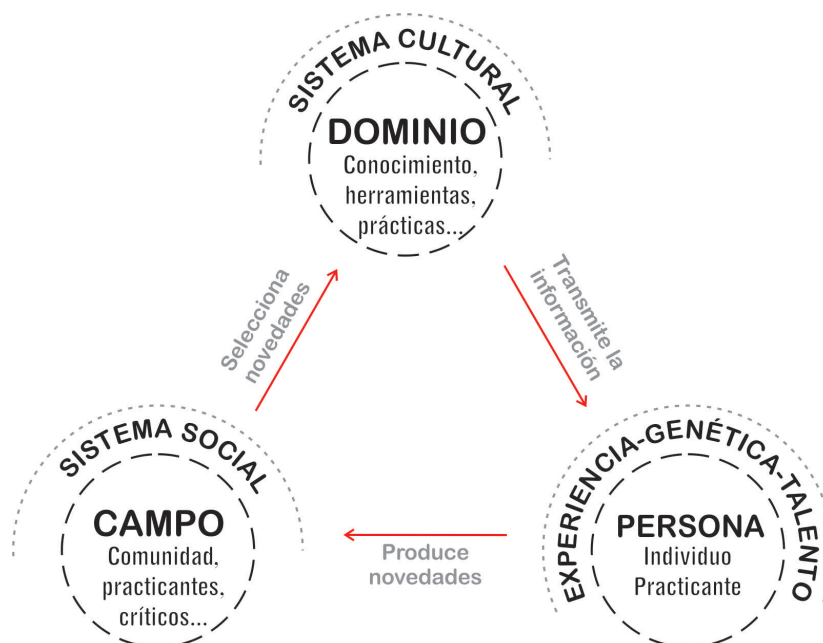 SISTEMA CULTURAL
DOMINIO
Conocimiento,
herramientas,
prácticas...
Selecciona
novedades
Transmite la
información
SISTEMA SOCIAL
CAMPO
Comunidad,
practicantes,
críticos...
Produce
novedades
EXPERIENCIA-GENÉTICA-TALENTO
PERSONA
Individuo
Practicante